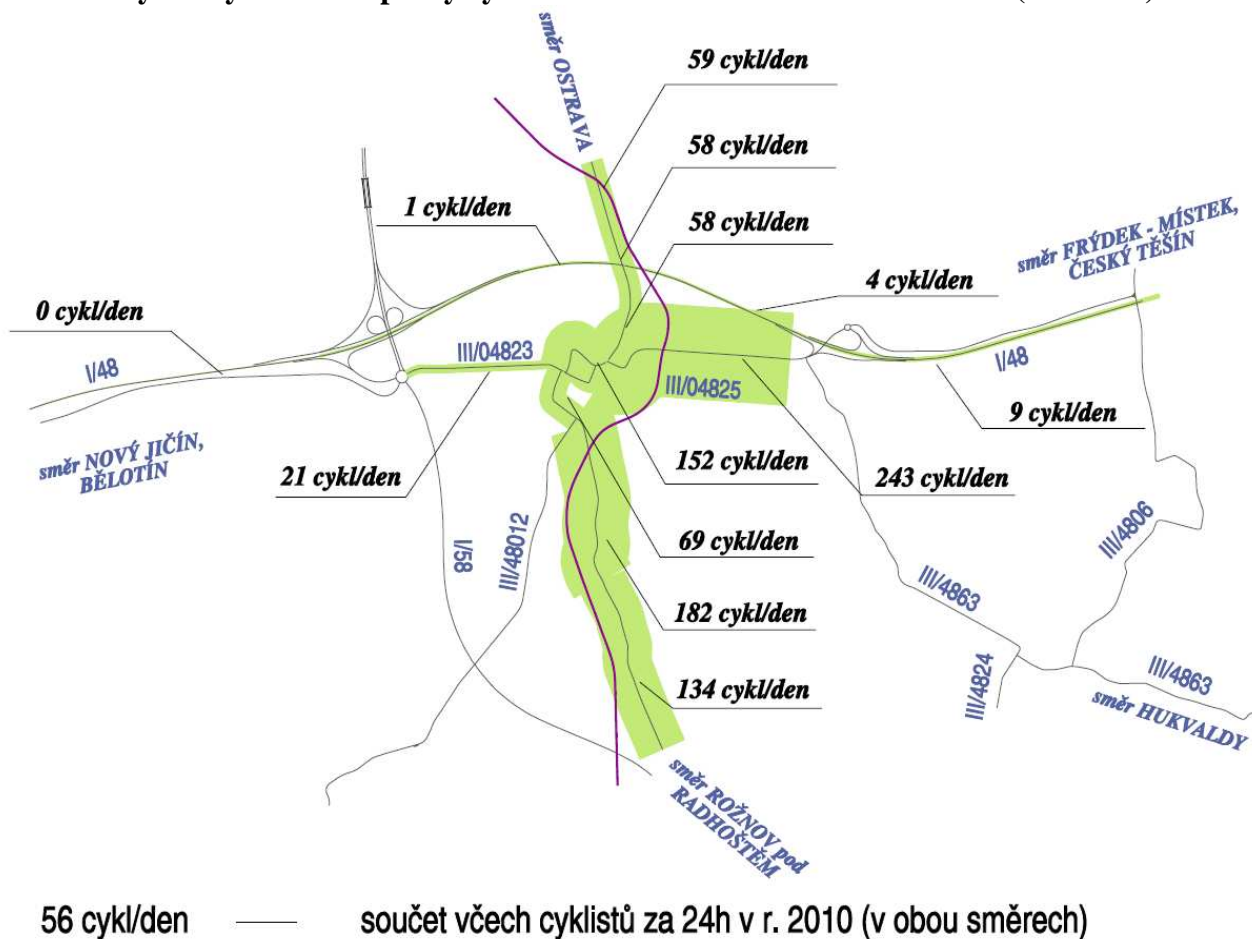 směr OSTRAVA
59 cykl/den
58 cykl/den
1 cykl/den
58 cykl/den
směr FRÝDEK - MÍSTEK,
ČESKÝ TĚŠÍN
4 cykl/den
0 cykl/den
I/48
III/04823
I/48
III/04825
9 cykl/den
směr NOVÝ JIČÍN,
BĚLOTÍN
21 cykl/den
152 cykl/den
243 cykl/den
III/4806
I/58
III/48012
69 cykl/den
III/4863
182 cykl/den
134 cykl/den
III/4824
III/4863
směr HUKVALDY
směr ROŽNOV pod
RADHOŠTĚM
56 cykl/den součet včech cyklistů za 24h v r. 2010 (v obou směrech)